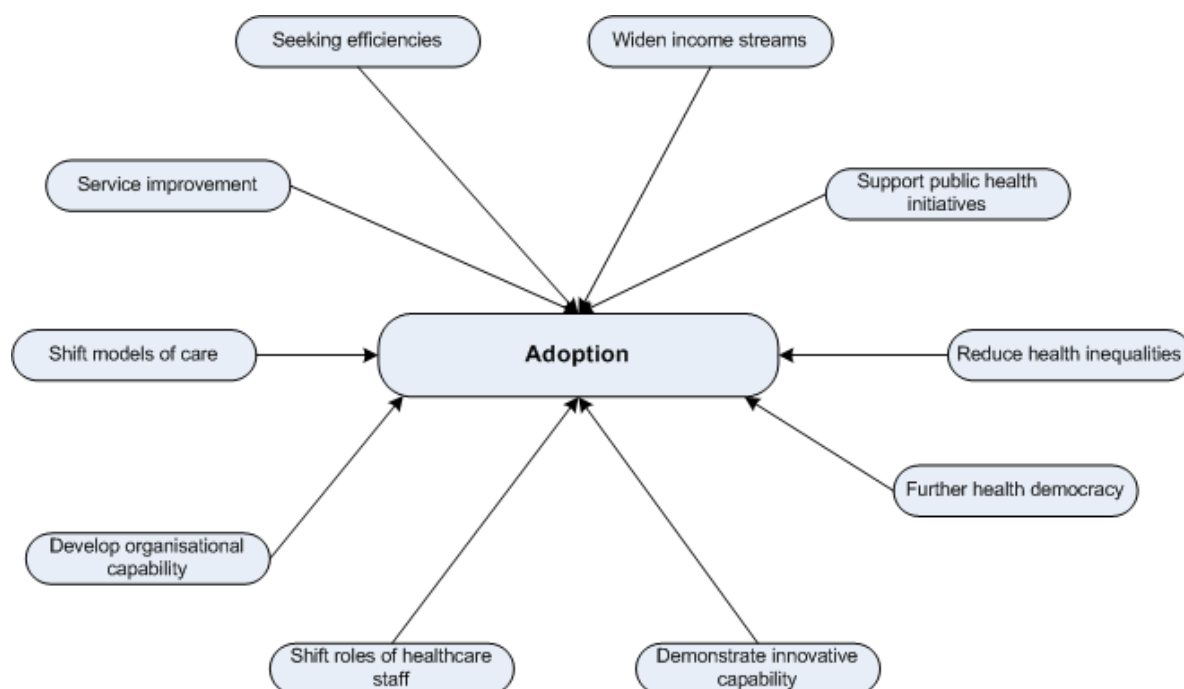 Seeking efficiencies
Widen income streams
Service improvement
Support public health
initiatives
Shift models of care
Adoption
Reduce health inequalities
Further health democracy
Develop organisational
capability
Shift roles of healthcare
staff
Demonstrate innovative
capability